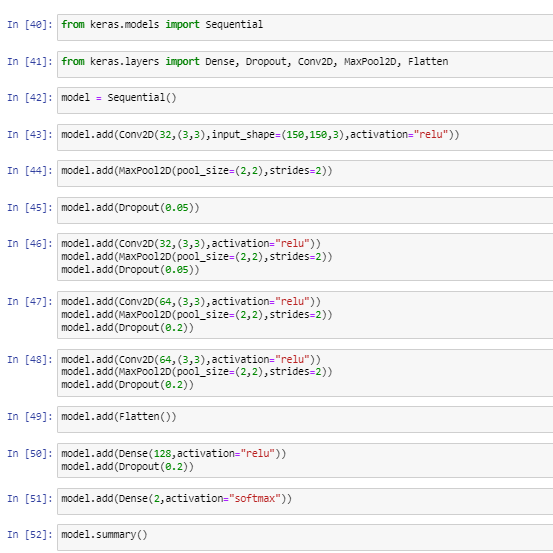 In [40]: from keras.models import Sequential
In [41]: from keras.layers import Dense, Dropout, Conv2D, MaxPool2D, Flatten
In [42]: model = Sequential()
In [43]: model.add(Conv2D(32,(3,3),input_shape=(150,150,3),activation="relu"))
In [44]: model.add(MaxPool2D(pool_size=(2,2),strides=2))
In [45]: model.add(Dropout(0.05))
In [46]: model.add(Conv2D(32,(3,3),activation="relu"))
model.add(MaxPool2D(pool_size=(2,2),strides=2))
model.add(Dropout(0.05))
In [47]: model.add(Conv2D(64,(3,3),activation="relu"))
model.add(MaxPool2D(pool_size=(2,2),strides=2))
model.add(Dropout(0.2))
In [48]: model.add(Conv2D(64,(3,3),activation="relu"))
model.add(MaxPool2D(pool_size=(2,2),strides=2))
model.add(Dropout(0.2))
In [49]: model.add(Flatten())
In [50]: model.add(Dense(128,activation="relu"))
model.add(Dropout(0.2))
In [51]: model.add(Dense(2,activation="softmax"))
In [52]: model.summary()